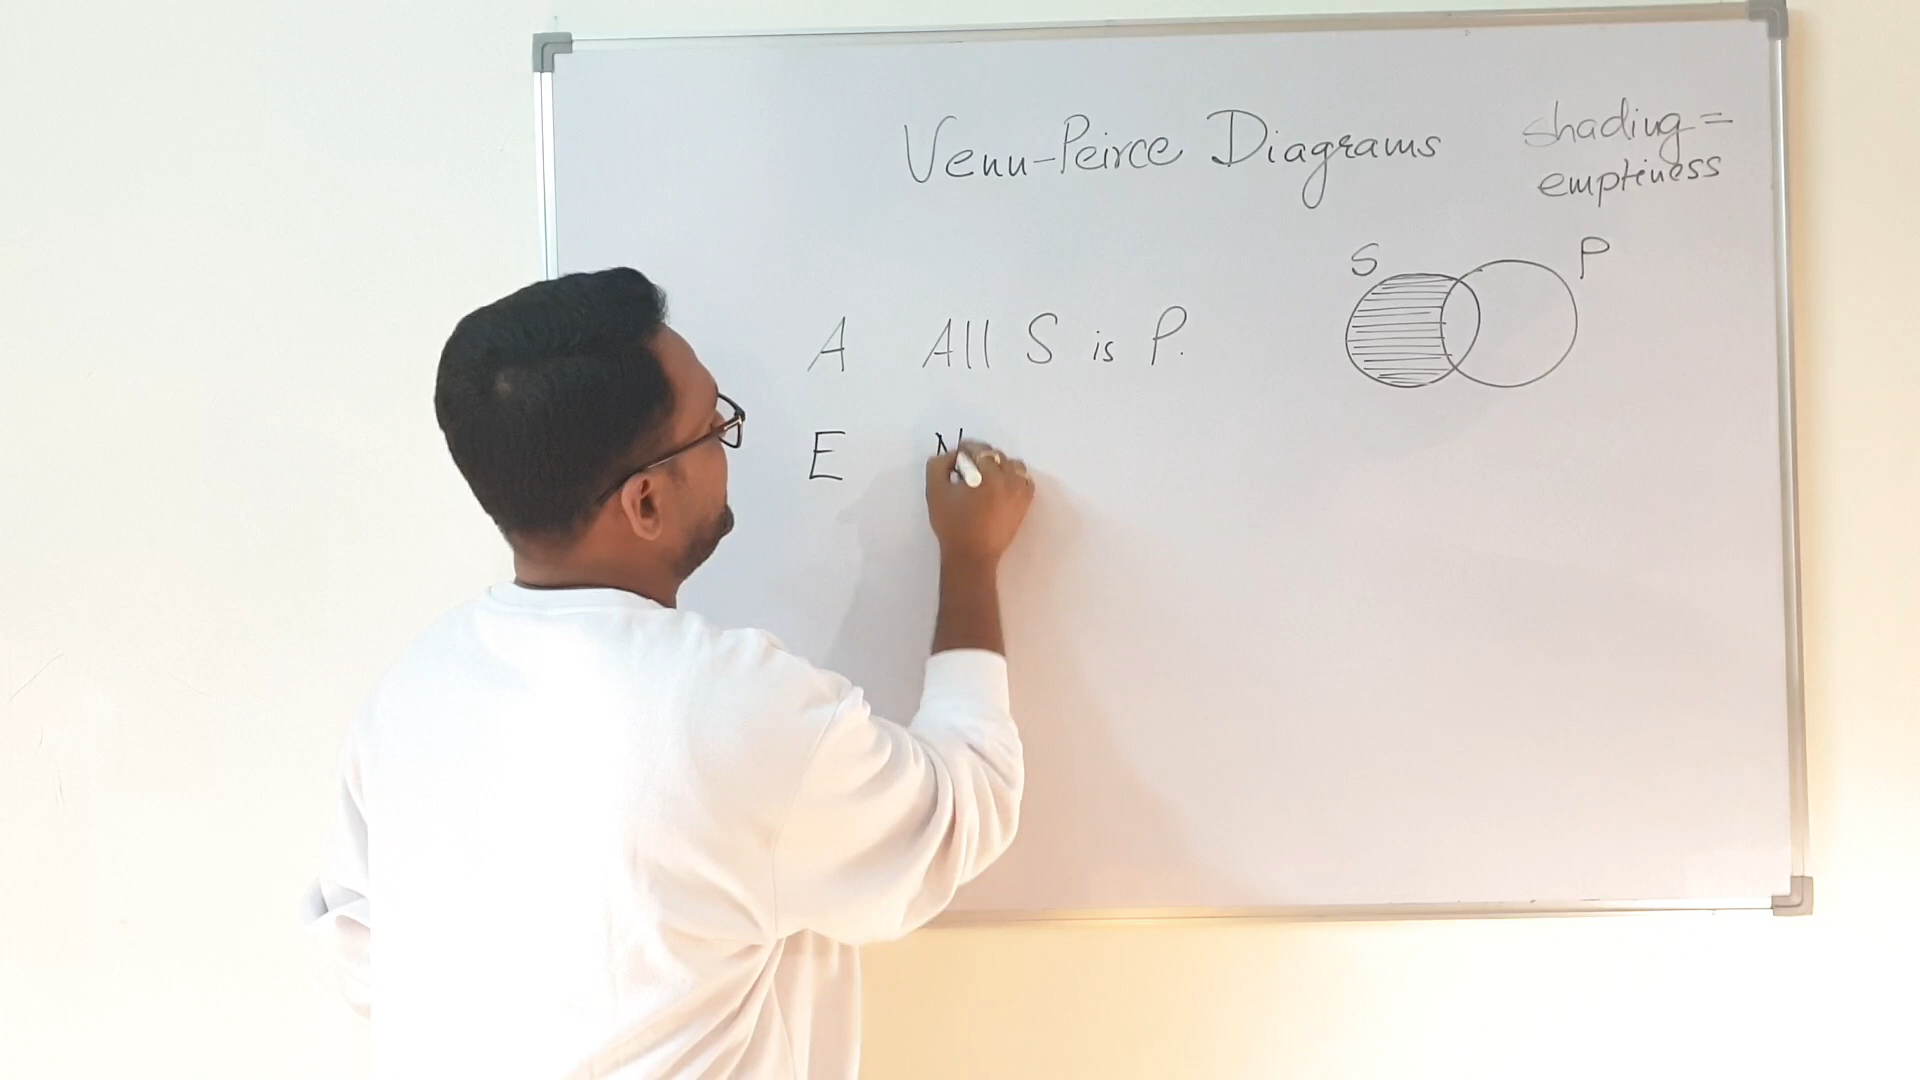 Venn-Peirce Diagrams
shading =
emptiness
S P
A All S is P.
E N